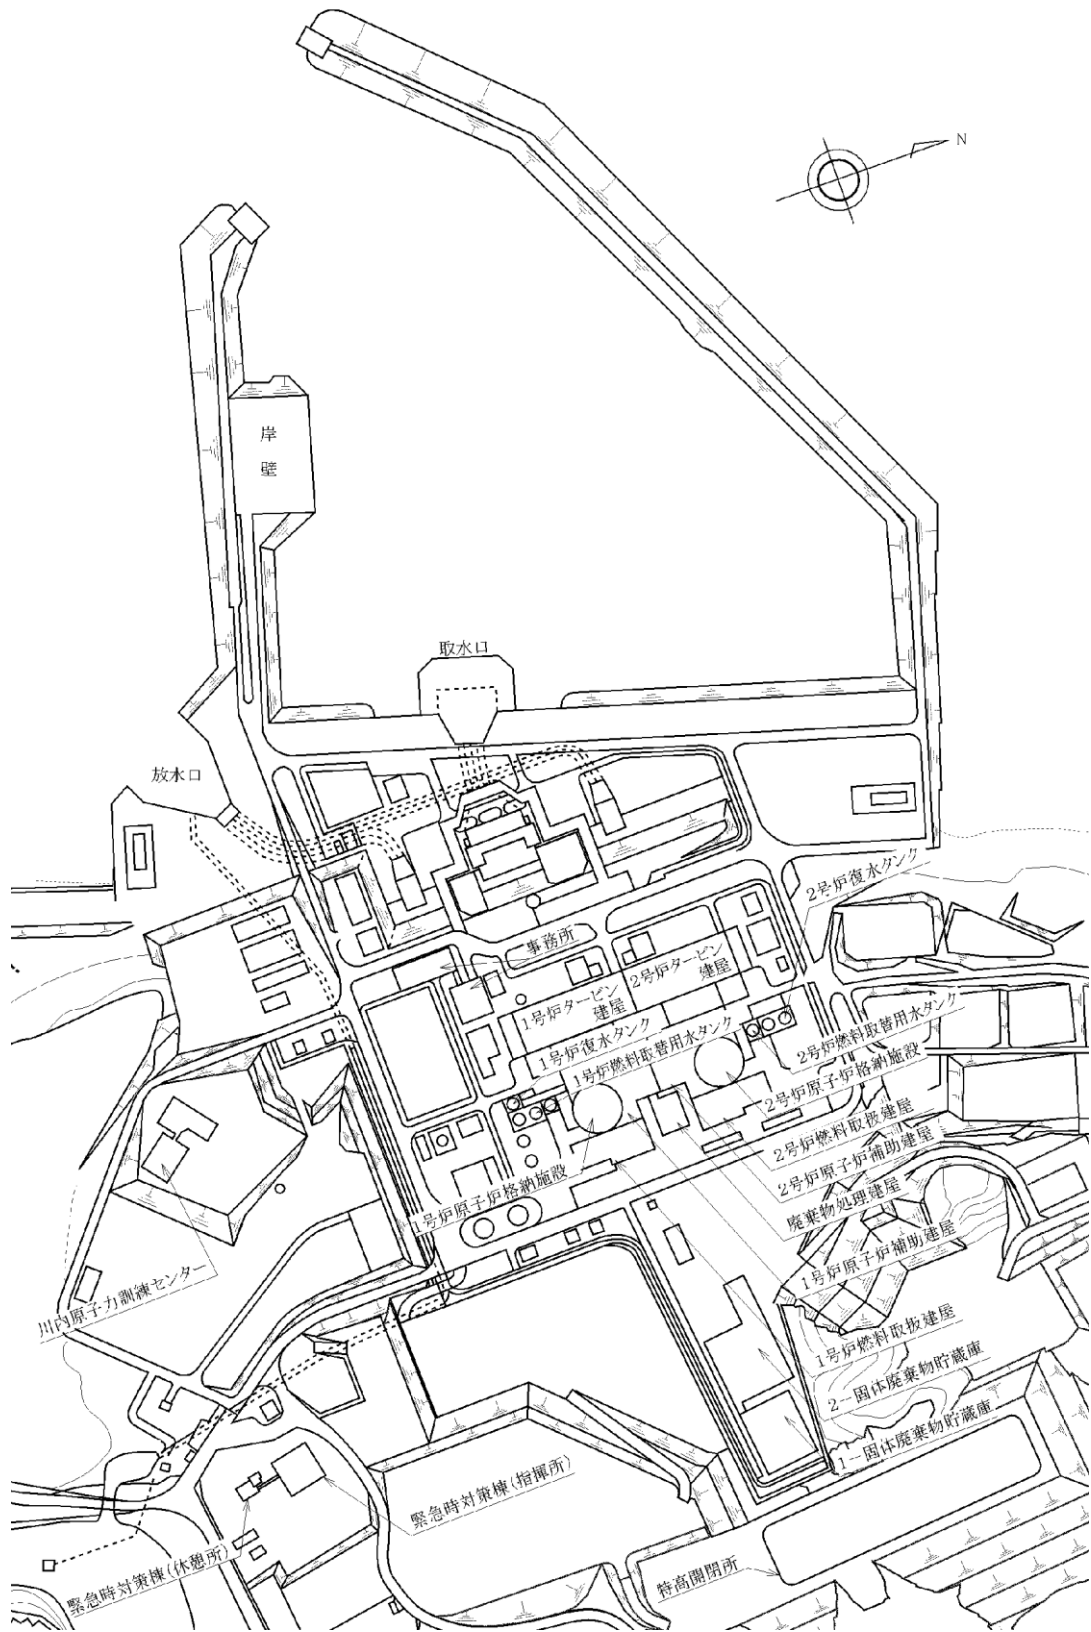 N
岸
壁
取水口
放水口
2号炉復水タンク
事務所
2号炉タービン
建屋
1号炉タービン
建屋
1号炉復水タンク
1号炉燃料取替用水タンク
2号炉燃料取替用水タンク
2号炉原子炉格納施設
2号炉燃料取扱建屋
2号炉原子炉補助建屋
廃棄物処理建屋
1号炉原子炉格納施設
1号炉原子炉補助建屋
川内原子力訓練センター
1号炉燃料取扱建屋
2-固体廃棄物貯蔵庫
1-固体廃棄物貯蔵庫
緊急時対策棟(指揮所)
緊急時対策棟(休憩所)
特高開閉所